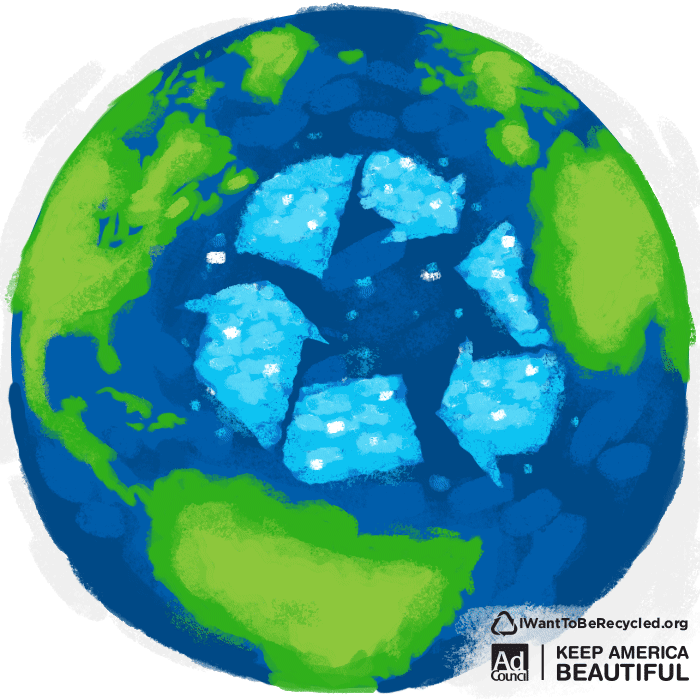 IWantToBeRecycled.org
Ad
Council
KEEP AMERICA
BEAUTIFUL